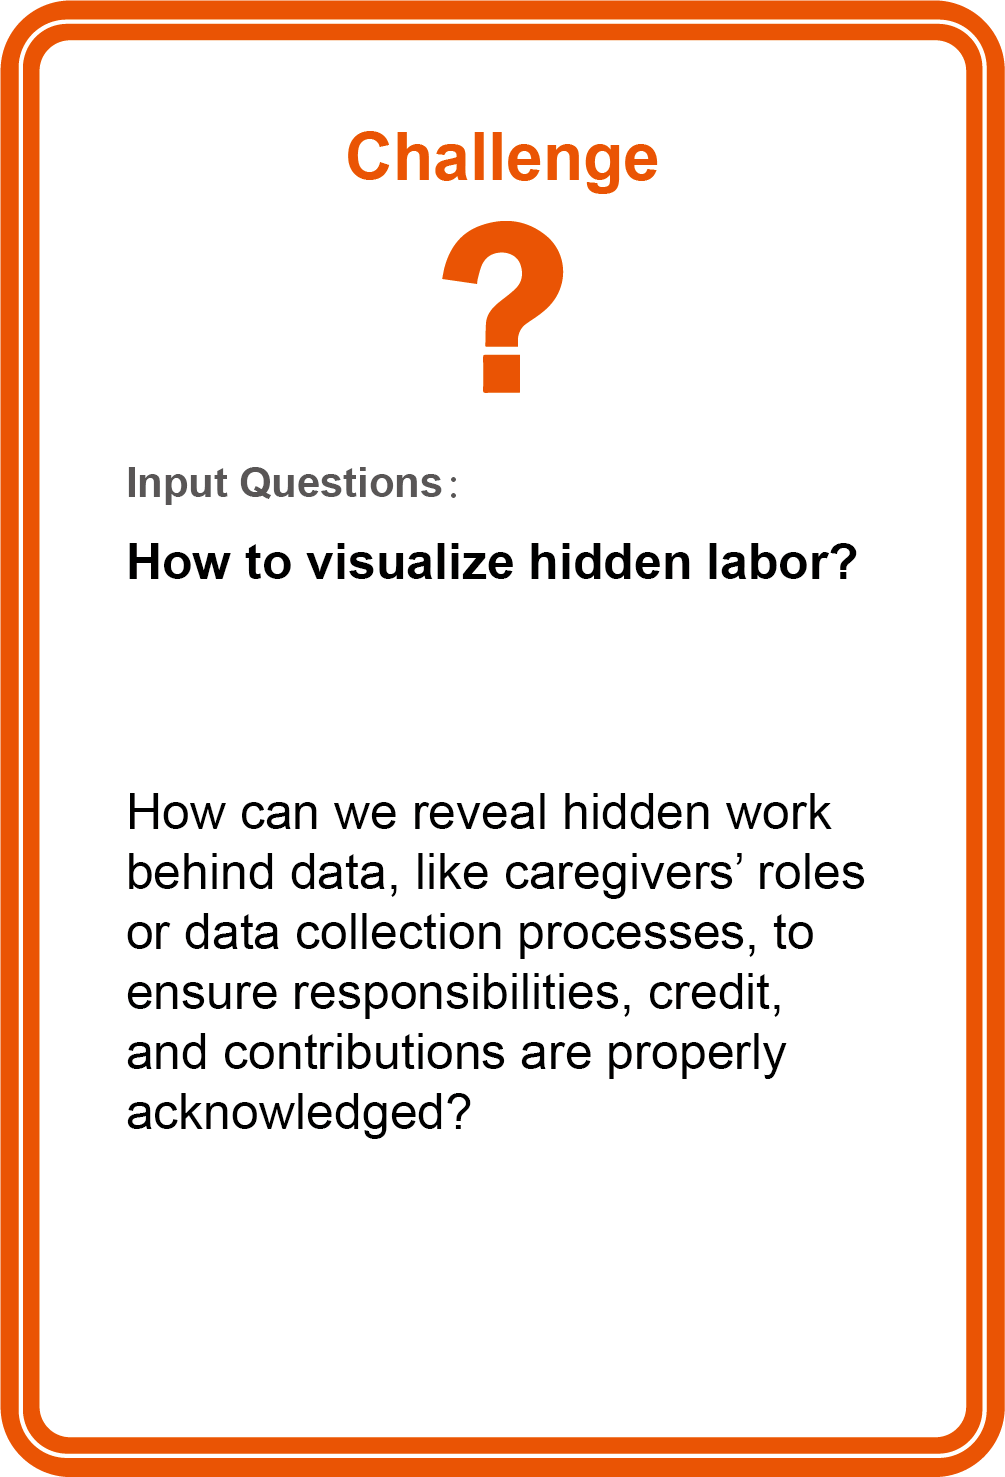 Challenge
?
Input Questions:
How to visualize hidden labor?
How can we reveal hidden work
behind data, like caregivers’ roles
or data collection processes, to
ensure responsibilities, credit,
and contributions are properly
acknowledged?